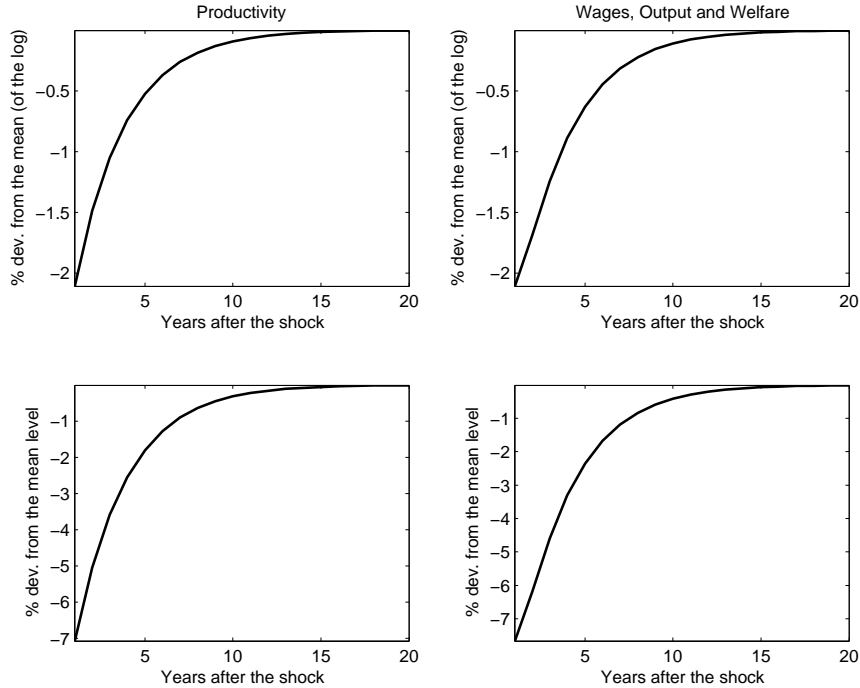 Productivity
% dev. from the mean (of the log)
−0.5
−1
−1.5
−2
5 10 15 20
Years after the shock
Wages, Output and Welfare
% dev. from the mean (of the log)
−0.5
−1
−1.5
−2
5 10 15 20
Years after the shock
% dev. from the mean level
−1
−2
−3
−4
−5
−6
−7
5 10 15 20
Years after the shock
% dev. from the mean level
−1
−2
−3
−4
−5
−6
−7
5 10 15 20
Years after the shock